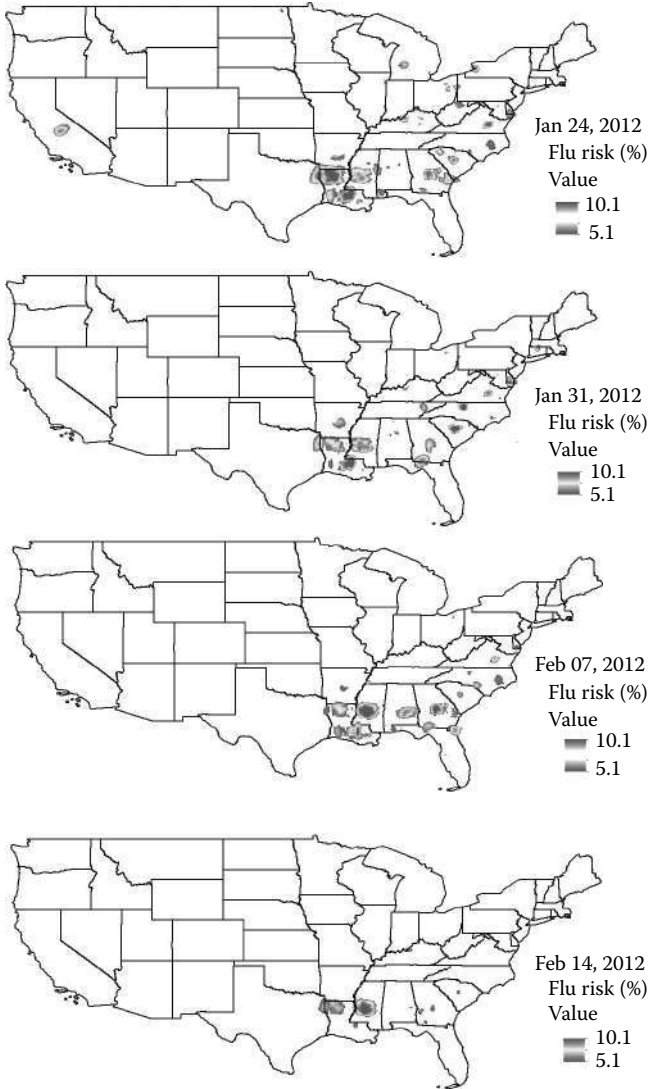 Jan 24, 2012
Flu risk (%)
Value
10.1
5.1
Jan 31, 2012
Flu risk (%)
Value
10.1
5.1
Feb 07, 2012
Flu risk (%)
Value
10.1
5.1
Feb 14, 2012
Flu risk (%)
Value
10.1
5.1